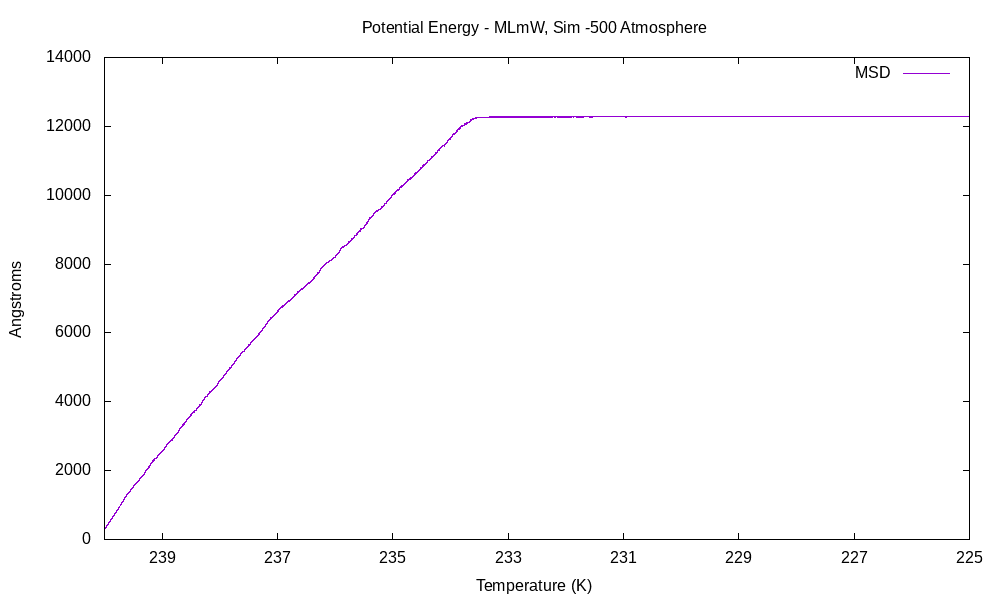 Potential Energy - MLmW, Sim -500 Atmosphere
MSD
14000
12000
10000
8000
6000
4000
2000
0
Angstroms
239 237 235 233 231 229 227 225
Temperature (K)